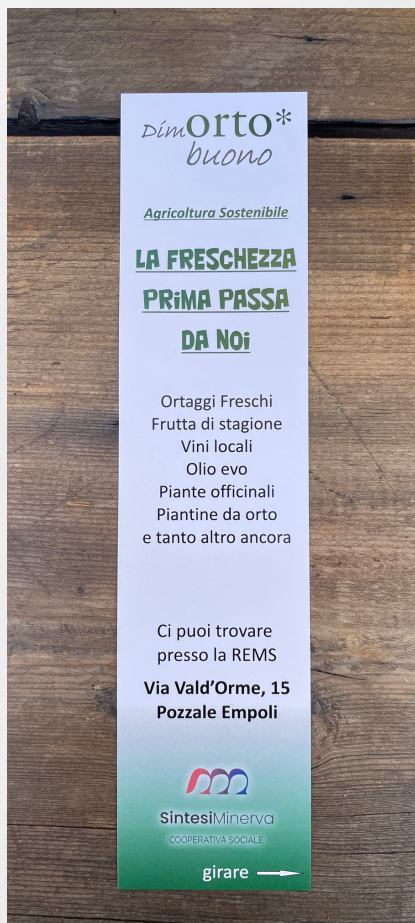 DimOrto*
buono
Agricoltura Sostenibile
LA FRESCHEZZA
PRiMA PASSA
DA NOi
Ortaggi Freschi
Frutta di stagione
Vini locali
Olio evo
Piante officinali
Piantine da orto
e tanto altro ancora
Ci puoi trovare
presso la REMS
Via Vald'Orme, 15
Pozzale Empoli
SintesiMinerva
COOPERATIVA SOCIALE
girare